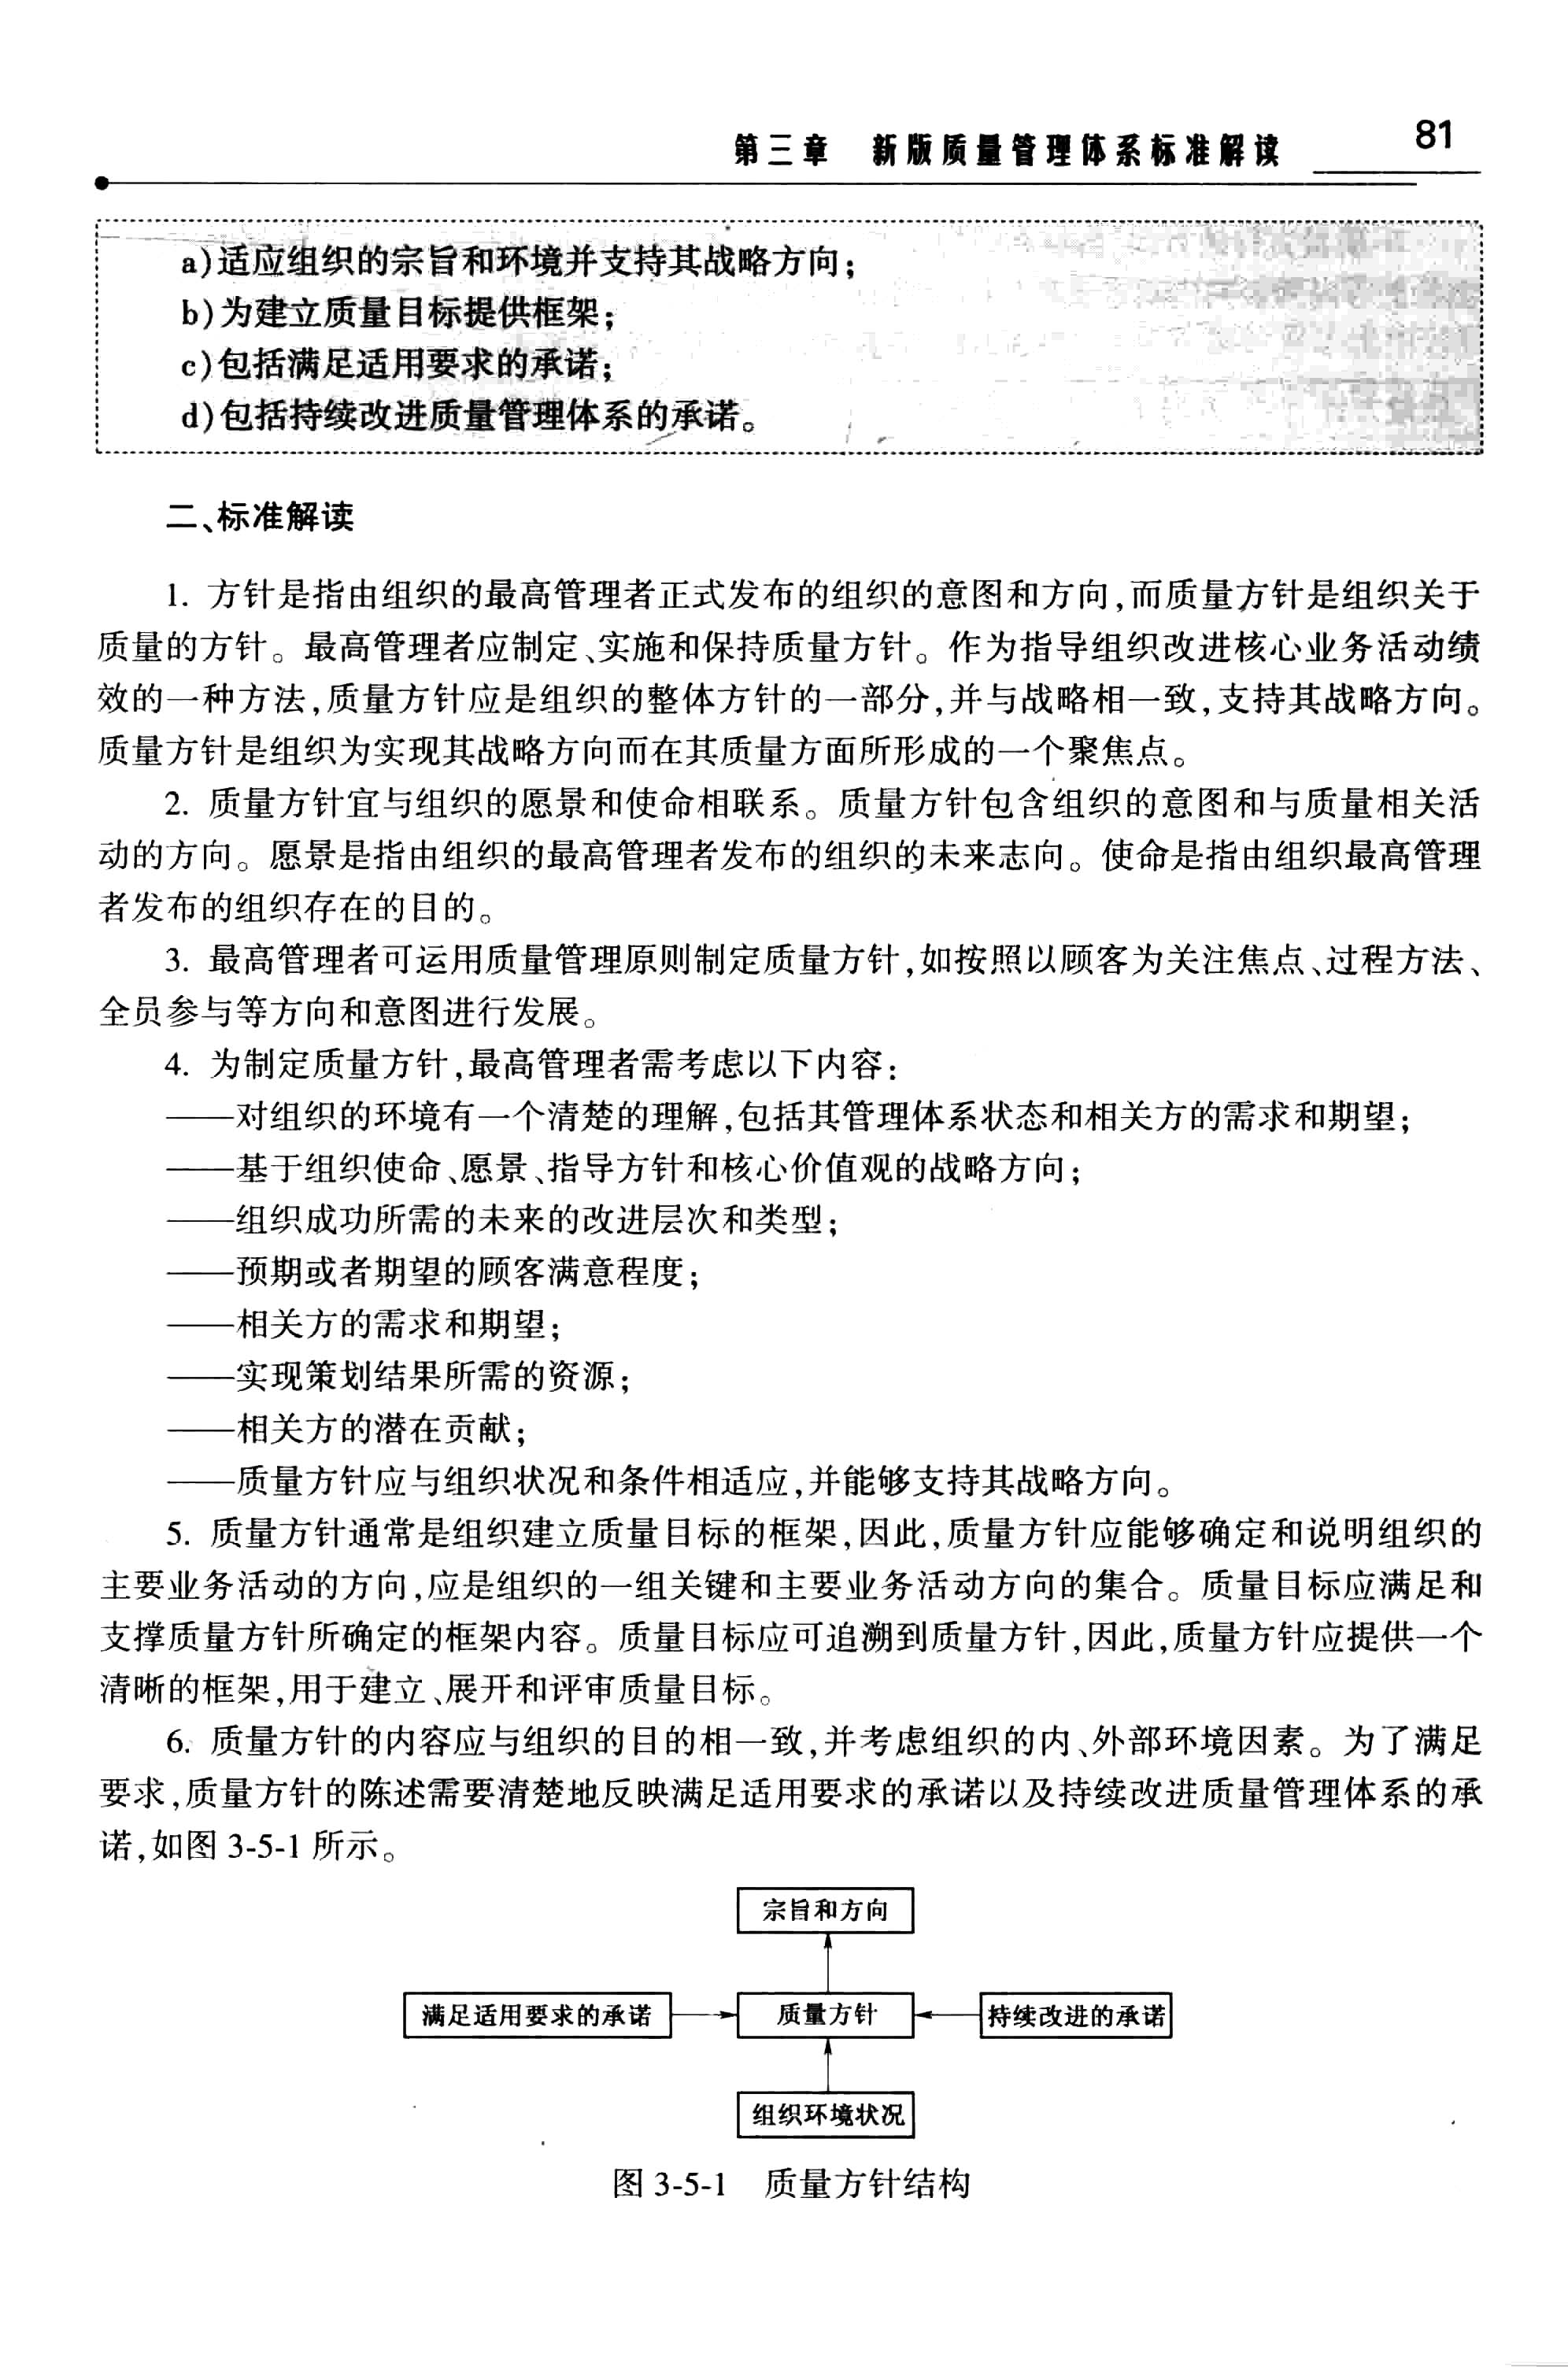 第三章 新版质量管理体系标准解读 81
a)适应组织的宗旨和环境并支持其战略方向;
b)为建立质量目标提供框架;
c)包括满足适用要求的承诺;
d)包括持续改进质量管理体系的承诺。
二、标准解读
1. 方针是指由组织的最高管理者正式发布的组织的意图和方向,而质量方针是组织关于
质量的方针。最高管理者应制定、实施和保持质量方针。作为指导组织改进核心业务活动绩
效的一种方法,质量方针应是组织的整体方针的一部分,并与战略相一致,支持其战略方向。
质量方针是组织为实现其战略方向而在其质量方面所形成的一个聚焦点。
2. 质量方针宜与组织的愿景和使命相联系。质量方针包含组织的意图和与质量相关活
动的方向。愿景是指由组织的最高管理者发布的组织的未来志向。使命是指由组织最高管理
者发布的组织存在的目的。
3. 最高管理者可运用质量管理原则制定质量方针,如按照以顾客为关注焦点、过程方法、
全员参与等方向和意图进行发展。
4. 为制定质量方针,最高管理者需考虑以下内容:
——对组织的环境有一个清楚的理解,包括其管理体系状态和相关方的需求和期望;
——基于组织使命、愿景、指导方针和核心价值观的战略方向;
——组织成功所需的未来的改进层次和类型;
——预期或者期望的顾客满意程度;
——相关方的需求和期望;
——实现策划结果所需的资源;
——相关方的潜在贡献;
——质量方针应与组织状况和条件相适应,并能够支持其战略方向。
5. 质量方针通常是组织建立质量目标的框架,因此,质量方针应能够确定和说明组织的
主要业务活动的方向,应是组织的一组关键和主要业务活动方向的集合。质量目标应满足和
支撑质量方针所确定的框架内容。质量目标应可追溯到质量方针,因此,质量方针应提供一个
清晰的框架,用于建立、展开和评审质量目标。
6. 质量方针的内容应与组织的目的相一致,并考虑组织的内、外部环境因素。为了满足
要求,质量方针的陈述需要清楚地反映满足适用要求的承诺以及持续改进质量管理体系的承
诺,如图 3-5-1 所示。
宗旨和方向
满足适用要求的承诺 质量方针 持续改进的承诺
组织环境状况
图 3-5-1 质量方针结构